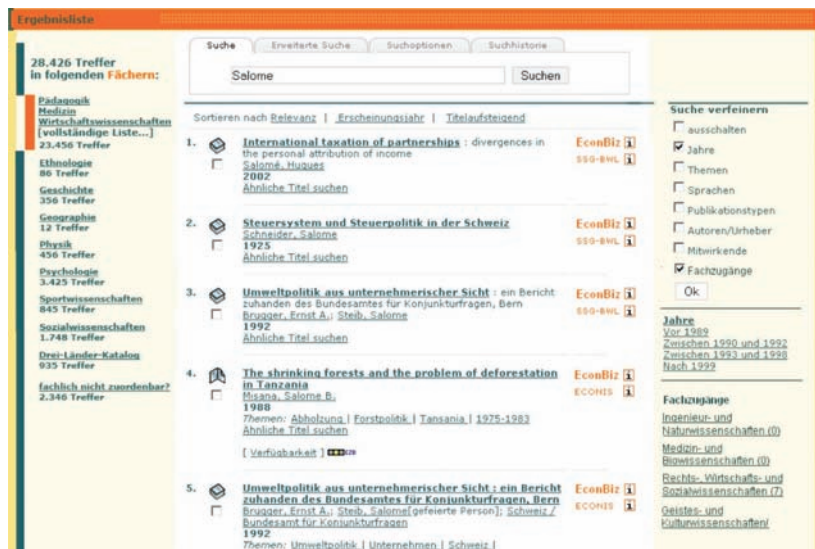 Ergebnisliste
28.426 Treffer
in folgenden Fächern:
Pädagogik
Medizin
Wirtschaftswissenschaften
[vollständige Liste...]
23.456 Treffer
Ethnologie
86 Treffer
Geschichte
356 Treffer
Geographie
12 Treffer
Physik
456 Treffer
Psychologie
3.425 Treffer
Sportwissenschaften
845 Treffer
Sozialwissenschaften
1.748 Treffer
Drei-Länder-Katalog
935 Treffer
fachlich nicht zuordenbar?
2.346 Treffer
Suche Erweiterte Suche Suchoptionen Suchhistorie
Salome Suchen
Sortieren nach Relevanz | Erscheinungsjahr | Titelaufsteigend
1. International taxation of partnerships : divergences in EconBiz i
the personal attribution of income SSG-BWL i
Salomé, Hugues
2002
Ähnliche Titel suchen
2. Steuersystem und Steuerpolitik in der Schweiz EconBiz i
Schneider, Salome SSG-BWL i
1925
Ähnliche Titel suchen
3. Umweltpolitik aus unternehmerischer Sicht : ein Bericht EconBiz i
zuhanden des Bundesamtes für Konjunkturfragen, Bern
Brugger, Ernst A.; Steib, Salome SSG-BWL i
1992
Ähnliche Titel suchen
4. The shrinking forests and the problem of deforestation EconBiz i
in Tanzania
Misana, Salome B. ECONIS i
1988
Themen: Abholzung | Forstpolitik | Tansania | 1975-1983
Ähnliche Titel suchen
[ Verfügbarkeit ]
5. Umweltpolitik aus unternehmerischer Sicht : ein Bericht EconBiz i
zuhanden des Bundesamtes für Konjunkturfragen, Bern
Brugger, Ernst A.; Steib, Salome[gefeierte Person]; Schweiz / ECONIS i
Bundesamt für Konjunkturfragen
1992
Themen: Umweltpolitik | Unternehmen | Schweiz |
Suche verfeinern
ausschalten
Jahre
Themen
Sprachen
Publikationstypen
Autoren/Urheber
Mitwirkende
Fachzugänge
Ok
Jahre
Vor 1989
Zwischen 1990 und 1992
Zwischen 1993 und 1998
Nach 1999
Fachzugänge
Ingenieur- und
Naturwissenschaften (0)
Medizin- und
Biowissenschaften (0)
Rechts-, Wirtschafts- und
Sozialwissenschaften (7)
Geistes- und
Kulturwissenschaften/